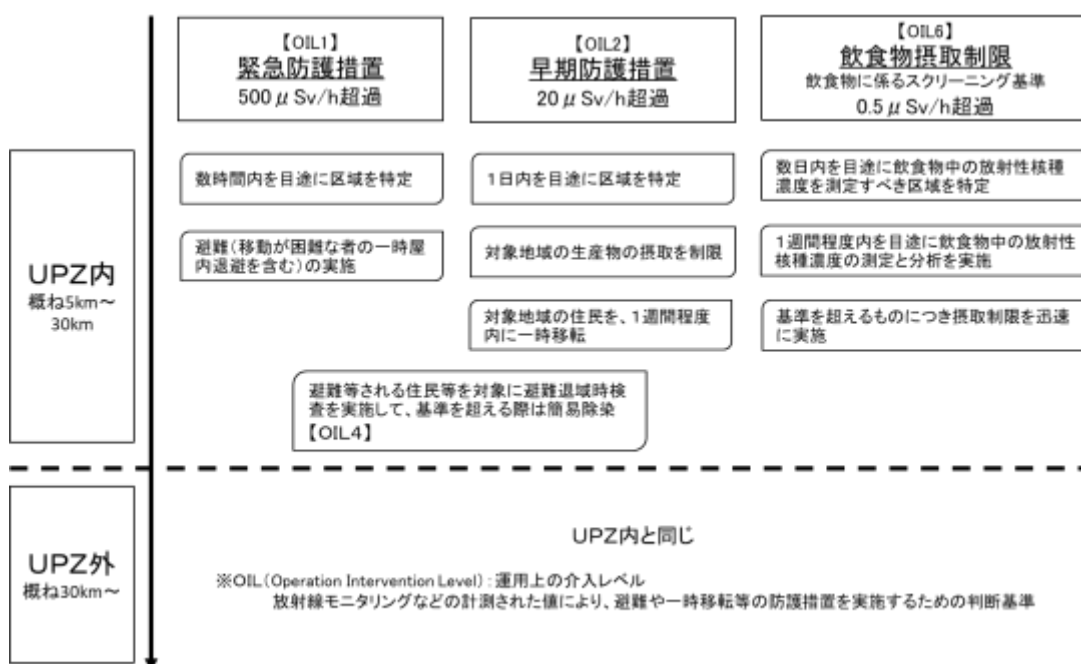 【OIL1】
緊急防護措置
500μSv/h超過
【OIL2】
早期防護措置
20μSv/h超過
【OIL6】
飲食物摂取制限
飲食物に係るスクリーニング基準
0.5μSv/h超過
UPZ内
概ね5km～
30km
数時間内を目途に区域を特定
避難(移動が困難な者の一時屋
内退避を含む)の実施
1日内を目途に区域を特定
対象地域の生産物の摂取を制限
対象地域の住民を、1週間程度
内に一時移転
数日内を目途に飲食物中の放射性核種
濃度を測定すべき区域を特定
1週間程度内を目途に飲食物中の放射性
核種濃度の測定と分析を実施
基準を超えるものにつき摂取制限を迅速
に実施
避難等される住民等を対象に避難退域時検
査を実施して、基準を超える際は簡易除染
【OIL4】
UPZ外
概ね30km～
UPZ内と同じ
※OIL(Operation Intervention Level):運用上の介入レベル
放射線モニタリングなどの計測された値により、避難や一時移転等の防護措置を実施するための判断基準